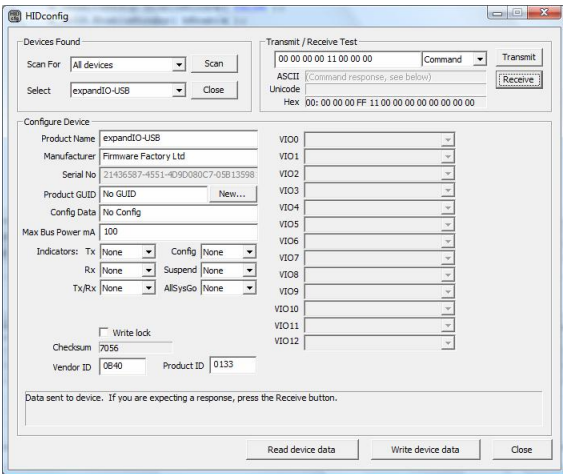 HIDconfig
Devices Found
Scan For All devices Scan
Select expandIO-USB Close
Transmit / Receive Test
00 00 00 00 11 00 00 00 Command Transmit
ASCII (Command response, see below) Receive
Unicode
Hex 00: 00 00 00 FF 11 00 00 00 00 00 00 00 00
Configure Device
Product Name expandIO-USB
Manufacturer Firmware Factory Ltd
Serial No 21436587-4551-4D9D080C7-05B13598
Product GUID No GUID New...
Config Data No Config
Max Bus Power mA 100
Indicators: Tx None Config None
Rx None Suspend None
Tx/Rx None AllSysGo None
Write lock
Checksum 7056
Vendor ID 0B40 Product ID 0133
VIO0
VIO1
VIO2
VIO3
VIO4
VIO5
VIO6
VIO7
VIO8
VIO9
VIO10
VIO11
VIO12
Data sent to device. If you are expecting a response, press the Receive button.
Read device data Write device data Close